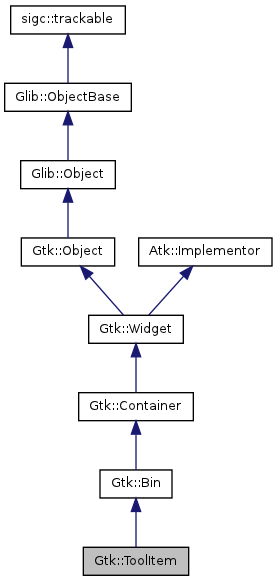 sigc::trackable
Glib::ObjectBase
Glib::Object
Gtk::Object
Atk::Implementor
Gtk::Widget
Gtk::Container
Gtk::Bin
Gtk::ToolItem